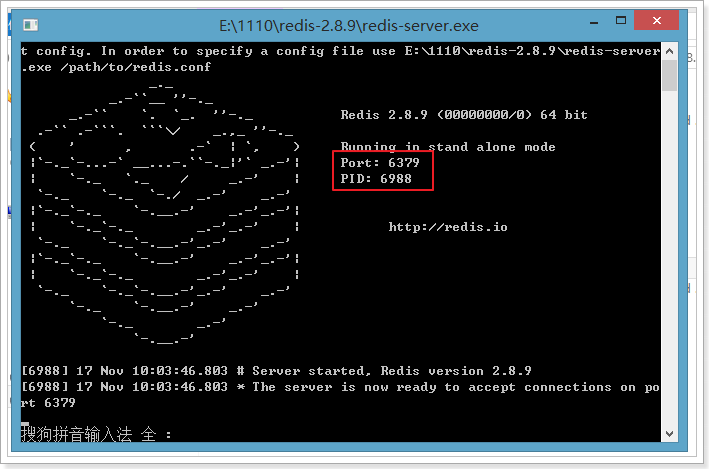 E:\1110\redis-2.8.9\redis-server.exe
t config. In order to specify a config file use E:\1110\redis-2.8.9\redis-server
.exe /path/to/redis.conf
Redis 2.8.9 (00000000/0) 64 bit
Running in stand alone mode
Port: 6379
PID: 6988
http://redis.io
[6988] 17 Nov 10:03:46.803 # Server started, Redis version 2.8.9
[6988] 17 Nov 10:03:46.803 * The server is now ready to accept connections on po
rt 6379
搜狗拼音输入法 全 :